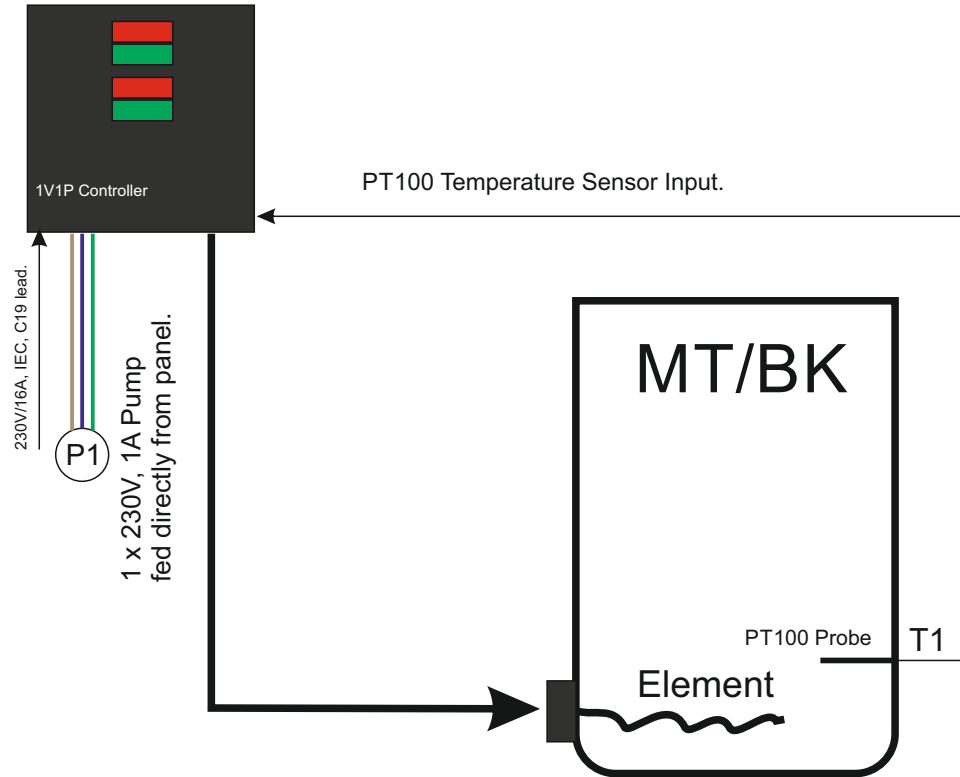 1V1P Controller
PT100 Temperature Sensor Input.
230V/16A, IEC, C19 lead.
P1
1 x 230V, 1A Pump
fed directly from panel.
MT/BK
PT100 Probe
T1
Element